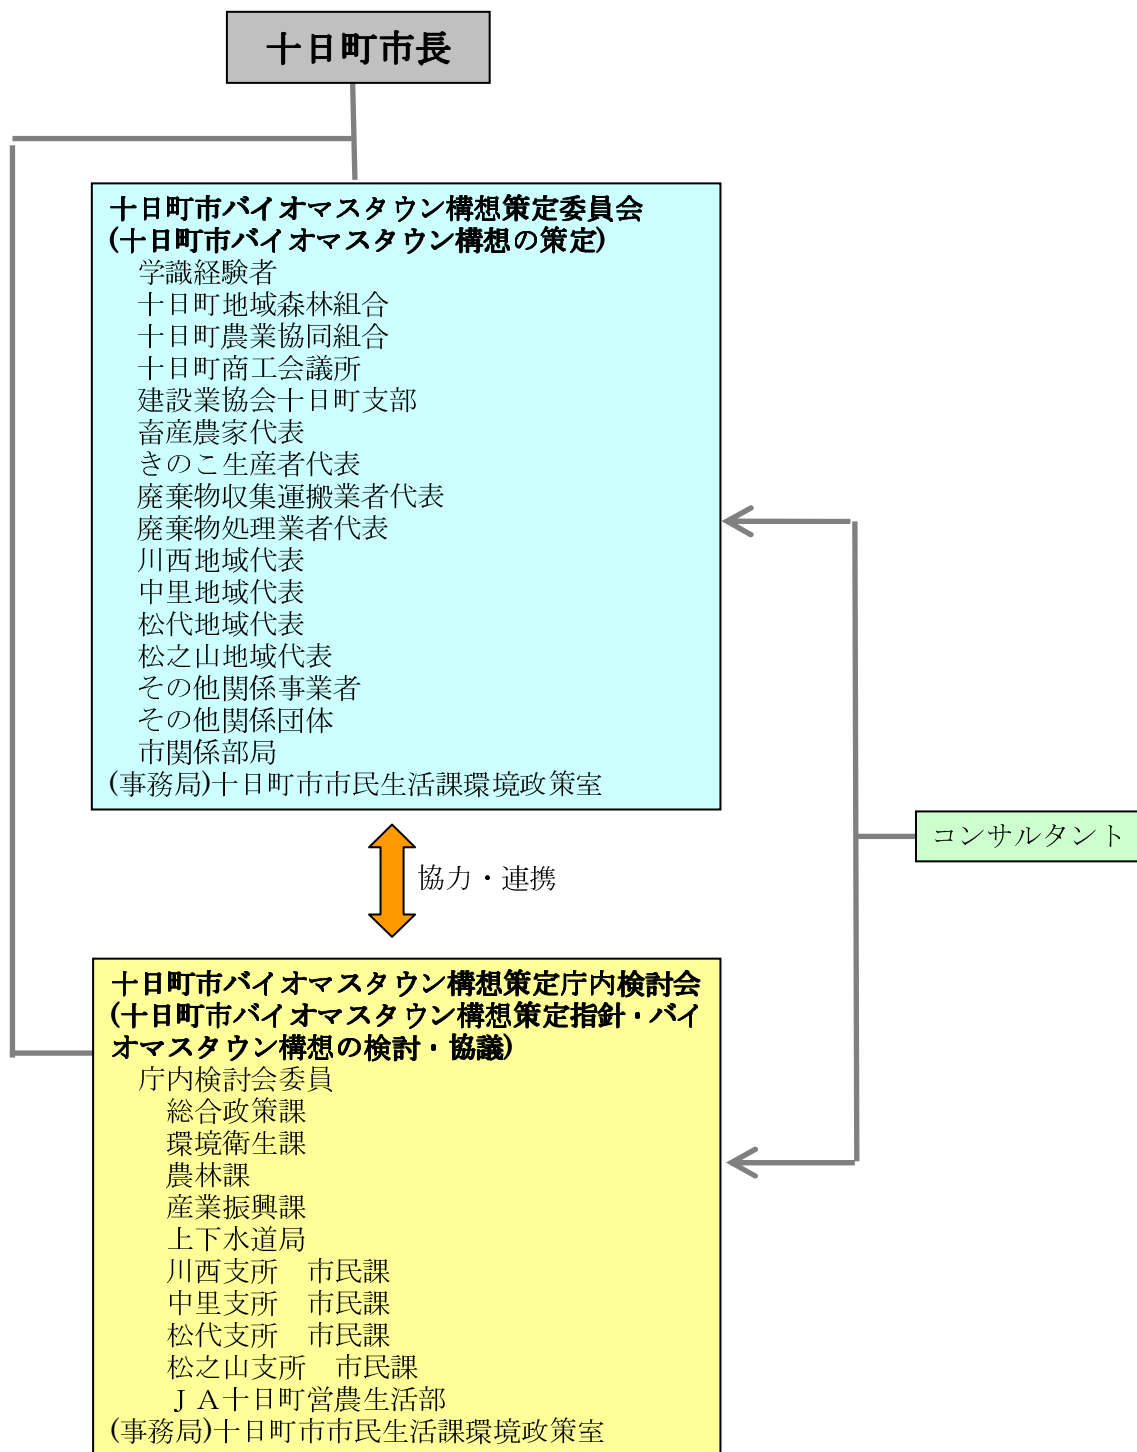 十日町市長
十日町市バイオマスタウン構想策定委員会
(十日町市バイオマスタウン構想の策定)
学識経験者
十日町地域森林組合
十日町農業協同組合
十日町商工会議所
建設業協会十日町支部
畜産農家代表
きのこ生産者代表
廃棄物収集運搬業者代表
廃棄物処理業者代表
川西地域代表
中里地域代表
松代地域代表
松之山地域代表
その他関係事業者
その他関係団体
市関係部局
(事務局)十日町市市民生活課環境政策室
コンサルタント
協力・連携
十日町市バイオマスタウン構想策定庁内検討会
(十日町市バイオマスタウン構想策定指針・バイ
オマスタウン構想の検討・協議)
庁内検討会委員
総合政策課
環境衛生課
農林課
産業振興課
上下水道局
川西支所　市民課
中里支所　市民課
松代支所　市民課
松之山支所　市民課
ＪＡ十日町営農生活部
(事務局)十日町市市民生活課環境政策室